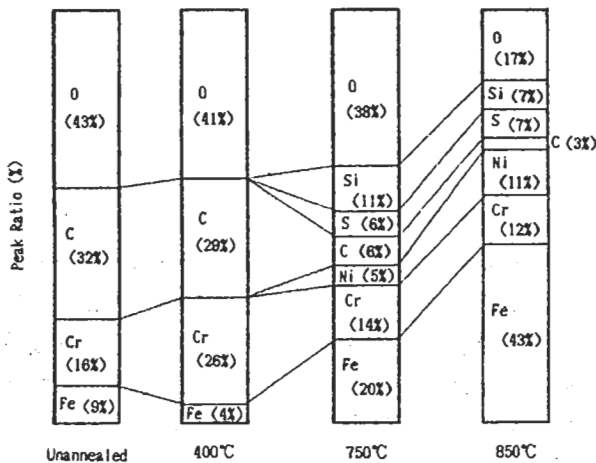 Peak Ratio (%)
O
(43%)
C
(32%)
Cr
(16%)
Fe (9%)
Unannealed
O
(41%)
C
(29%)
Cr
(26%)
Fe (4%)
400℃
O
(38%)
Si
(11%)
S (6%)
C (6%)
Ni (5%)
Cr
(14%)
Fe
(20%)
750℃
O
(17%)
Si (7%)
S (7%)
C (3%)
Ni
(11%)
Cr
(12%)
Fe
(43%)
850℃